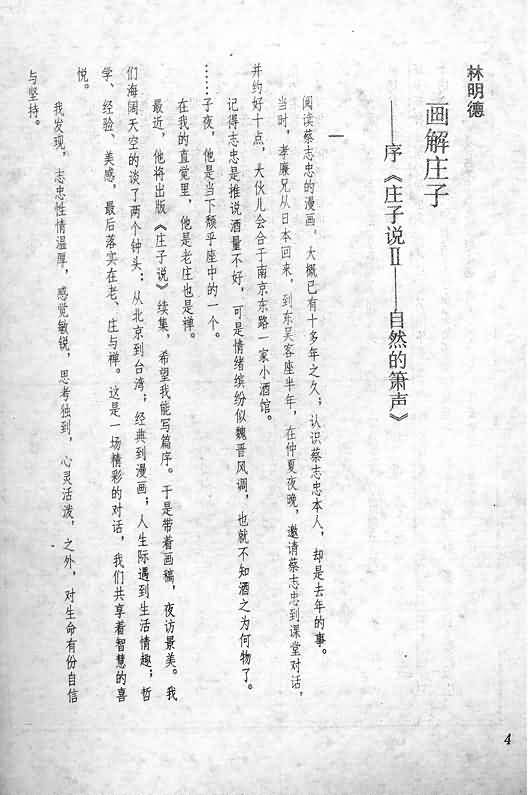 林明德
画解庄子
——序《庄子说Ⅱ——自然的箫声》
一
阅读蔡志忠的漫画，大概已有十多年之久；认识蔡志忠本人，却是去年的事。
当时，孝廉兄从日本回来，到东吴客座半年，在仲夏夜晚，邀请蔡志忠到课堂对话，
并约好十点，大伙儿会合于南京东路一家小酒馆。
记得志忠是推说酒量不好，可是情绪缤纷似魏晋风调，也就不知酒之为何物了。
……
子夜，他是当下颓乎座中的一个。
在我的直觉里，他是老庄也是禅。
最近，他将出版《庄子说》续集，希望我能写篇序。于是带着画稿，夜访景美。我
们海阔天空的谈了两个钟头：从北京到台湾；经典到漫画；人生际遇到生活情趣；哲
学、经验、美感，最后落实在老、庄与禅。这是一场精彩的对话，我们共享着智慧的喜
悦。
我发现，志忠性情温厚，感觉敏锐，思考独到，心灵活泼，之外，对生命有份自信
与坚持。
4